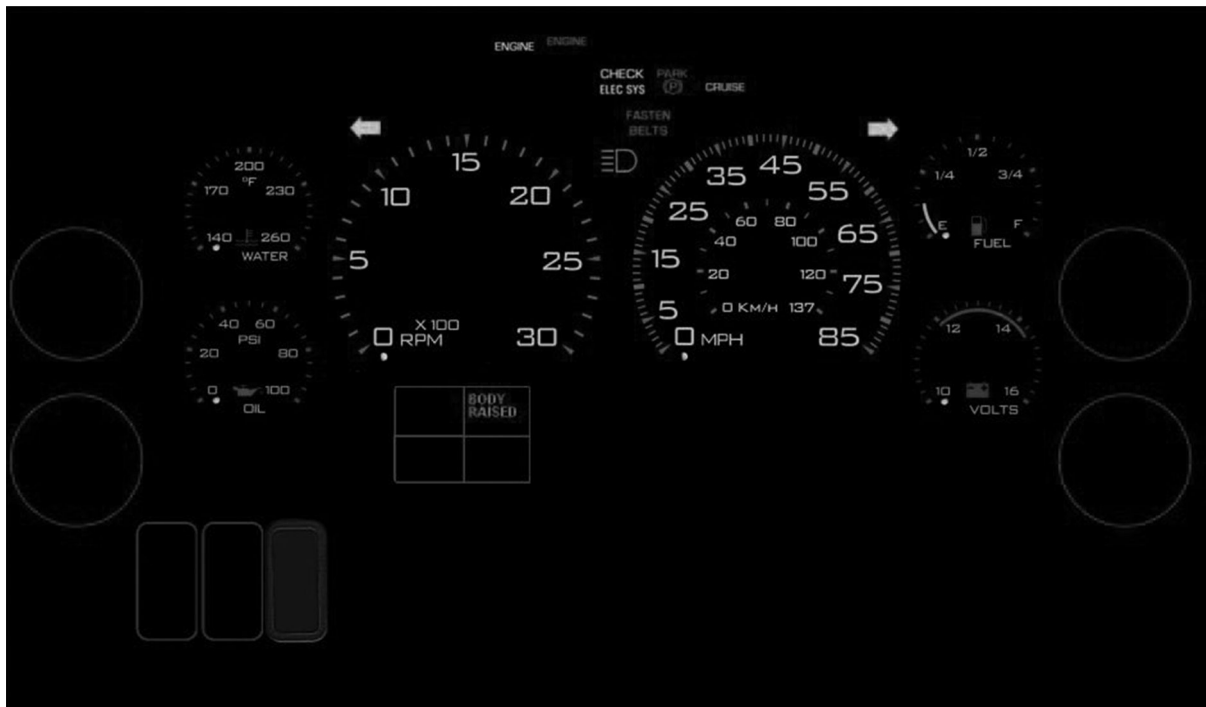 ENGINE ENGINE
CHECK PARK
ELEC SYS (P) CRUISE
FASTEN
BELTS
200
°F
170 230
140 260
WATER
40 60
PSI
20 80
0 100
OIL
15
10 20
5 25
X 100
0 RPM 30
45
35 55
25 65
15 75
5
0 MPH 85
60 80
40 100
20 120
0 KM/H 137
1/2
1/4 3/4
E F
FUEL
12 14
10 16
VOLTS
BODY
RAISED